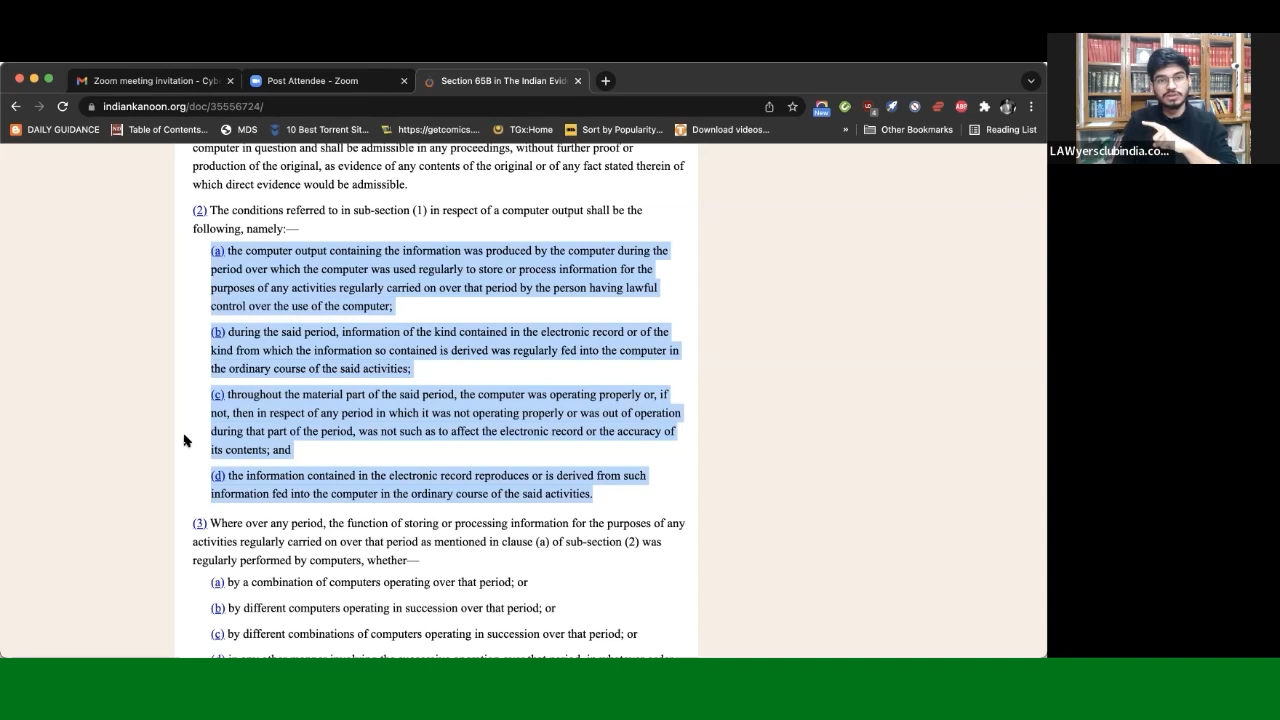 Zoom meeting invitation - Cyb
Post Attendee - Zoom
Section 65B in The Indian Evid
indiankanoon.org/doc/35556724/
New
4
ABP
DAILY GUIDANCE
Table of Contents...
MDS
10 Best Torrent Sit...
https://getcomics....
TGx:Home
Sort by Popularity...
Download videos...
»
Other Bookmarks
Reading List
LAWyersclubindia.co...
computer in question and shall be admissible in any proceedings, without further proof or
production of the original, as evidence of any contents of the original or of any fact stated therein of
which direct evidence would be admissible.
(2) The conditions referred to in sub-section (1) in respect of a computer output shall be the
following, namely:—
(a) the computer output containing the information was produced by the computer during the
period over which the computer was used regularly to store or process information for the
purposes of any activities regularly carried on over that period by the person having lawful
control over the use of the computer;
(b) during the said period, information of the kind contained in the electronic record or of the
kind from which the information so contained is derived was regularly fed into the computer in
the ordinary course of the said activities;
(c) throughout the material part of the said period, the computer was operating properly or, if
not, then in respect of any period in which it was not operating properly or was out of operation
during that part of the period, was not such as to affect the electronic record or the accuracy of
its contents; and
(d) the information contained in the electronic record reproduces or is derived from such
information fed into the computer in the ordinary course of the said activities.
(3) Where over any period, the function of storing or processing information for the purposes of any
activities regularly carried on over that period as mentioned in clause (a) of sub-section (2) was
regularly performed by computers, whether—
(a) by a combination of computers operating over that period; or
(b) by different computers operating in succession over that period; or
(c) by different combinations of computers operating in succession over that period; or